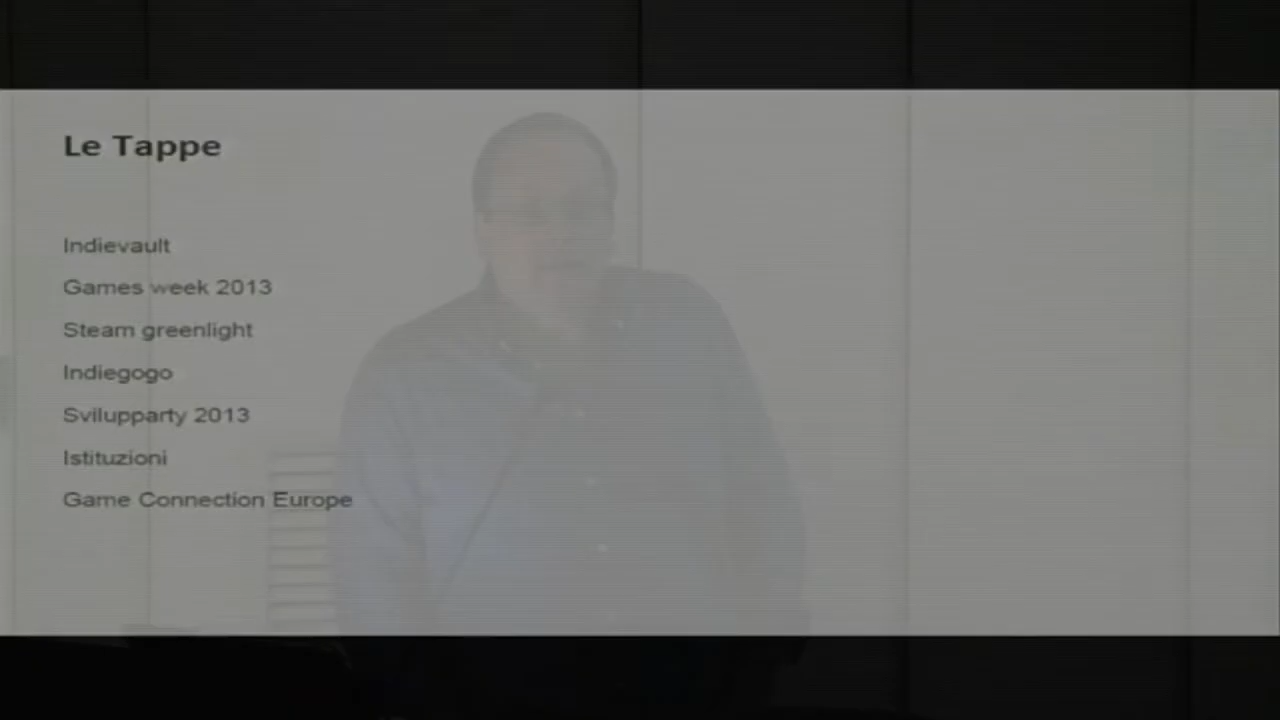 Le Tappe
Indievault
Games week 2013
Steam greenlight
Indiegogo
Svilupparty 2013
Istituzioni
Game Connection Europe